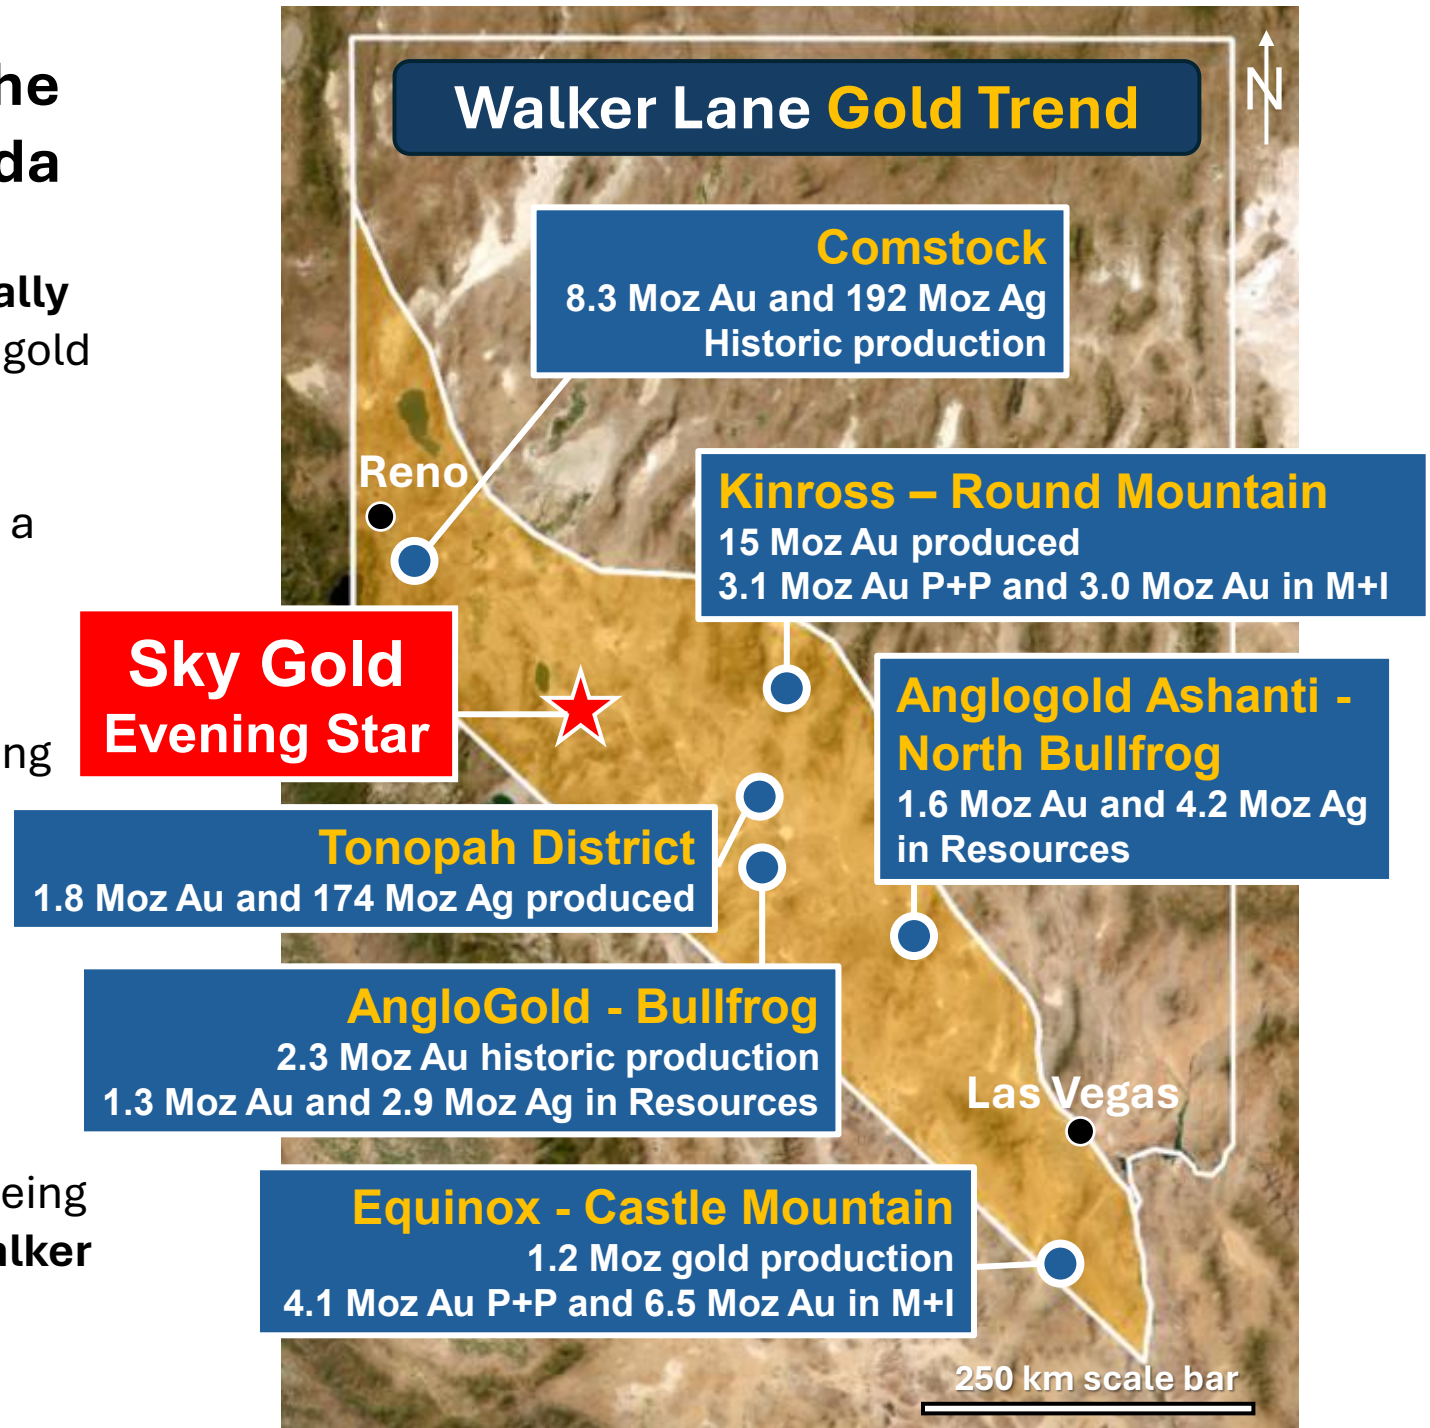 he
da
ally
gold
a
ng
eing
alker
Walker Lane Gold Trend
N
Comstock
8.3 Moz Au and 192 Moz Ag
Historic production
Reno
Kinross – Round Mountain
15 Moz Au produced
3.1 Moz Au P+P and 3.0 Moz Au in M+I
Sky Gold
Evening Star
Anglogold Ashanti -
North Bullfrog
1.6 Moz Au and 4.2 Moz Ag
in Resources
Tonopah District
1.8 Moz Au and 174 Moz Ag produced
AngloGold - Bullfrog
2.3 Moz Au historic production
1.3 Moz Au and 2.9 Moz Ag in Resources
Las Vegas
Equinox - Castle Mountain
1.2 Moz gold production
4.1 Moz Au P+P and 6.5 Moz Au in M+I
250 km scale bar